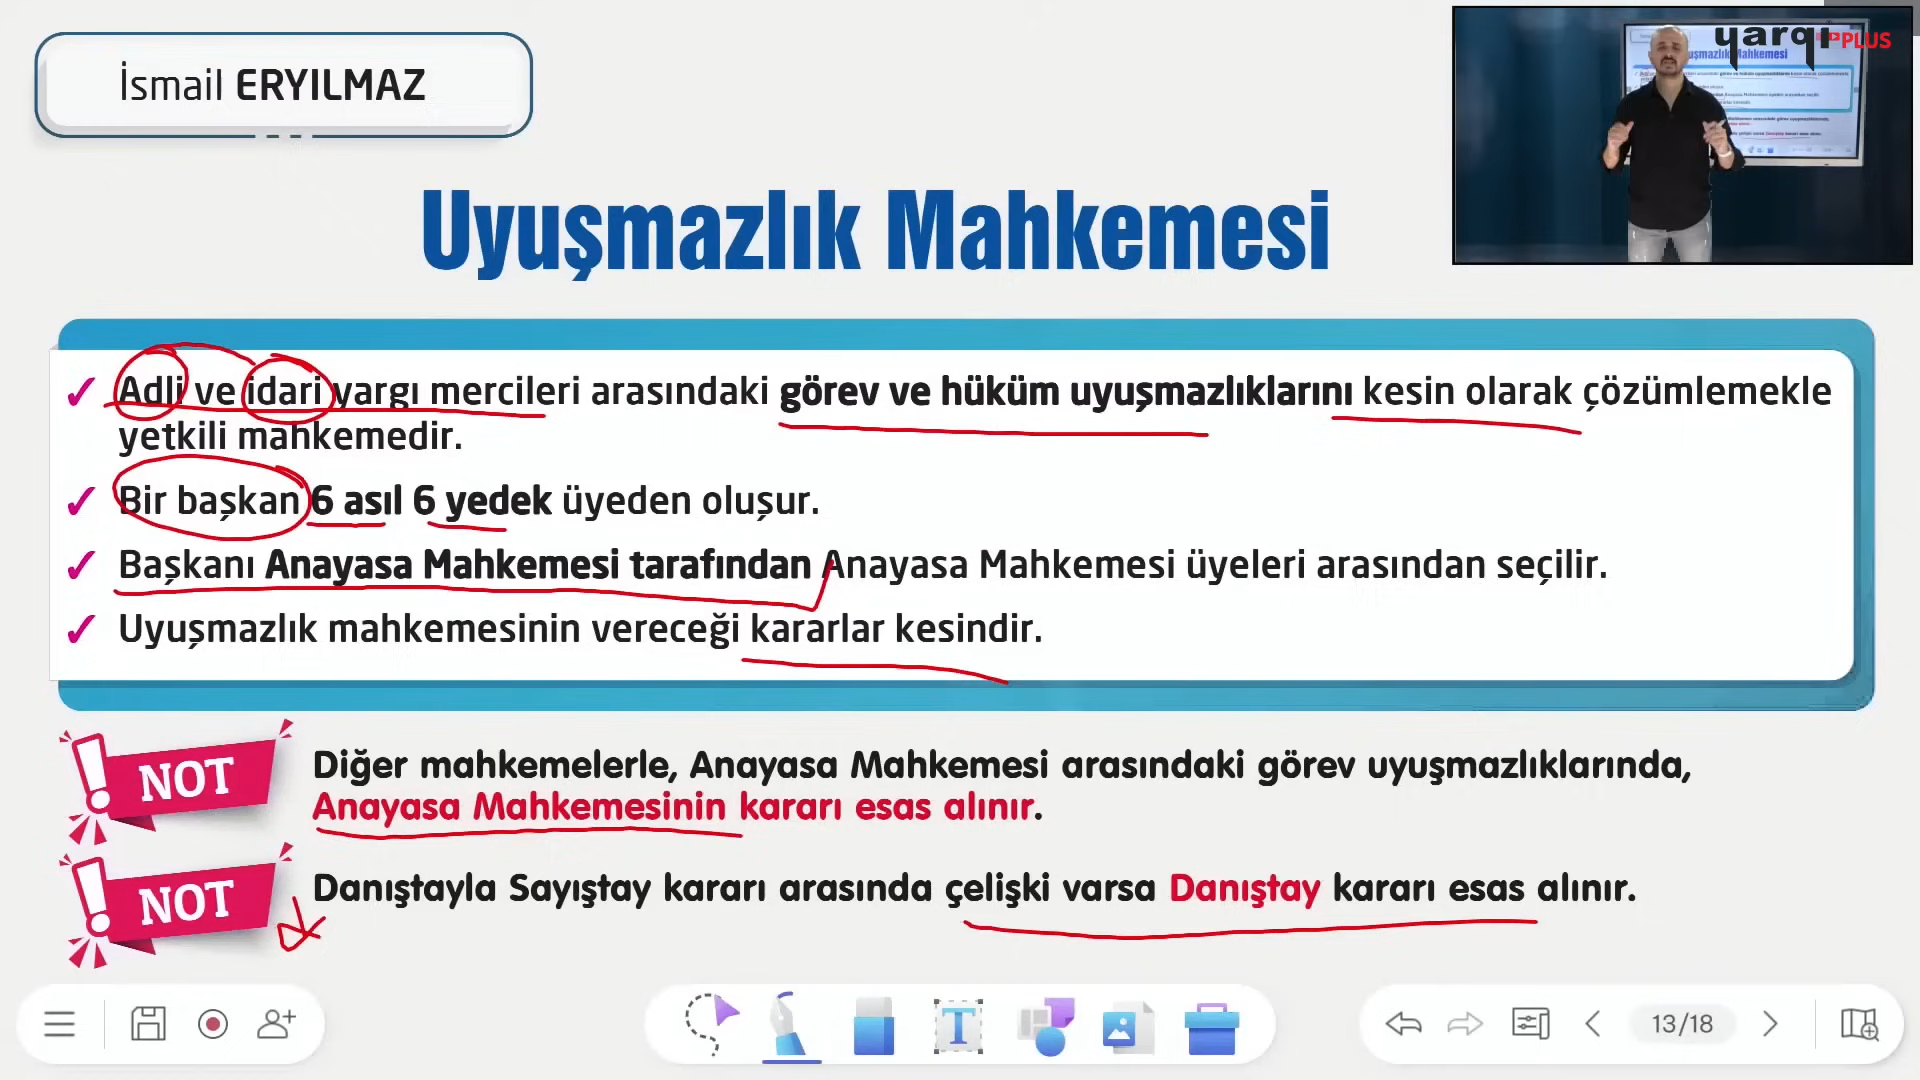 İsmail ERYILMAZ
yargı PLUS
Uyuşmazlık Mahkemesi
Adli ve idari yargı mercileri arasındaki görev ve hüküm uyuşmazlıklarını kesin olarak çözümlemekle
yetkili mahkemedir.
Bir başkan 6 asıl 6 yedek üyeden oluşur.
Başkanı Anayasa Mahkemesi tarafından Anayasa Mahkemesi üyeleri arasından seçilir.
Uyuşmazlık mahkemesinin vereceği kararlar kesindir.
NOT
Diğer mahkemelerle, Anayasa Mahkemesi arasındaki görev uyuşmazlıklarında,
Anayasa Mahkemesinin kararı esas alınır.
NOT
Danıştayla Sayıştay kararı arasında çelişki varsa Danıştay kararı esas alınır.
T
13/18